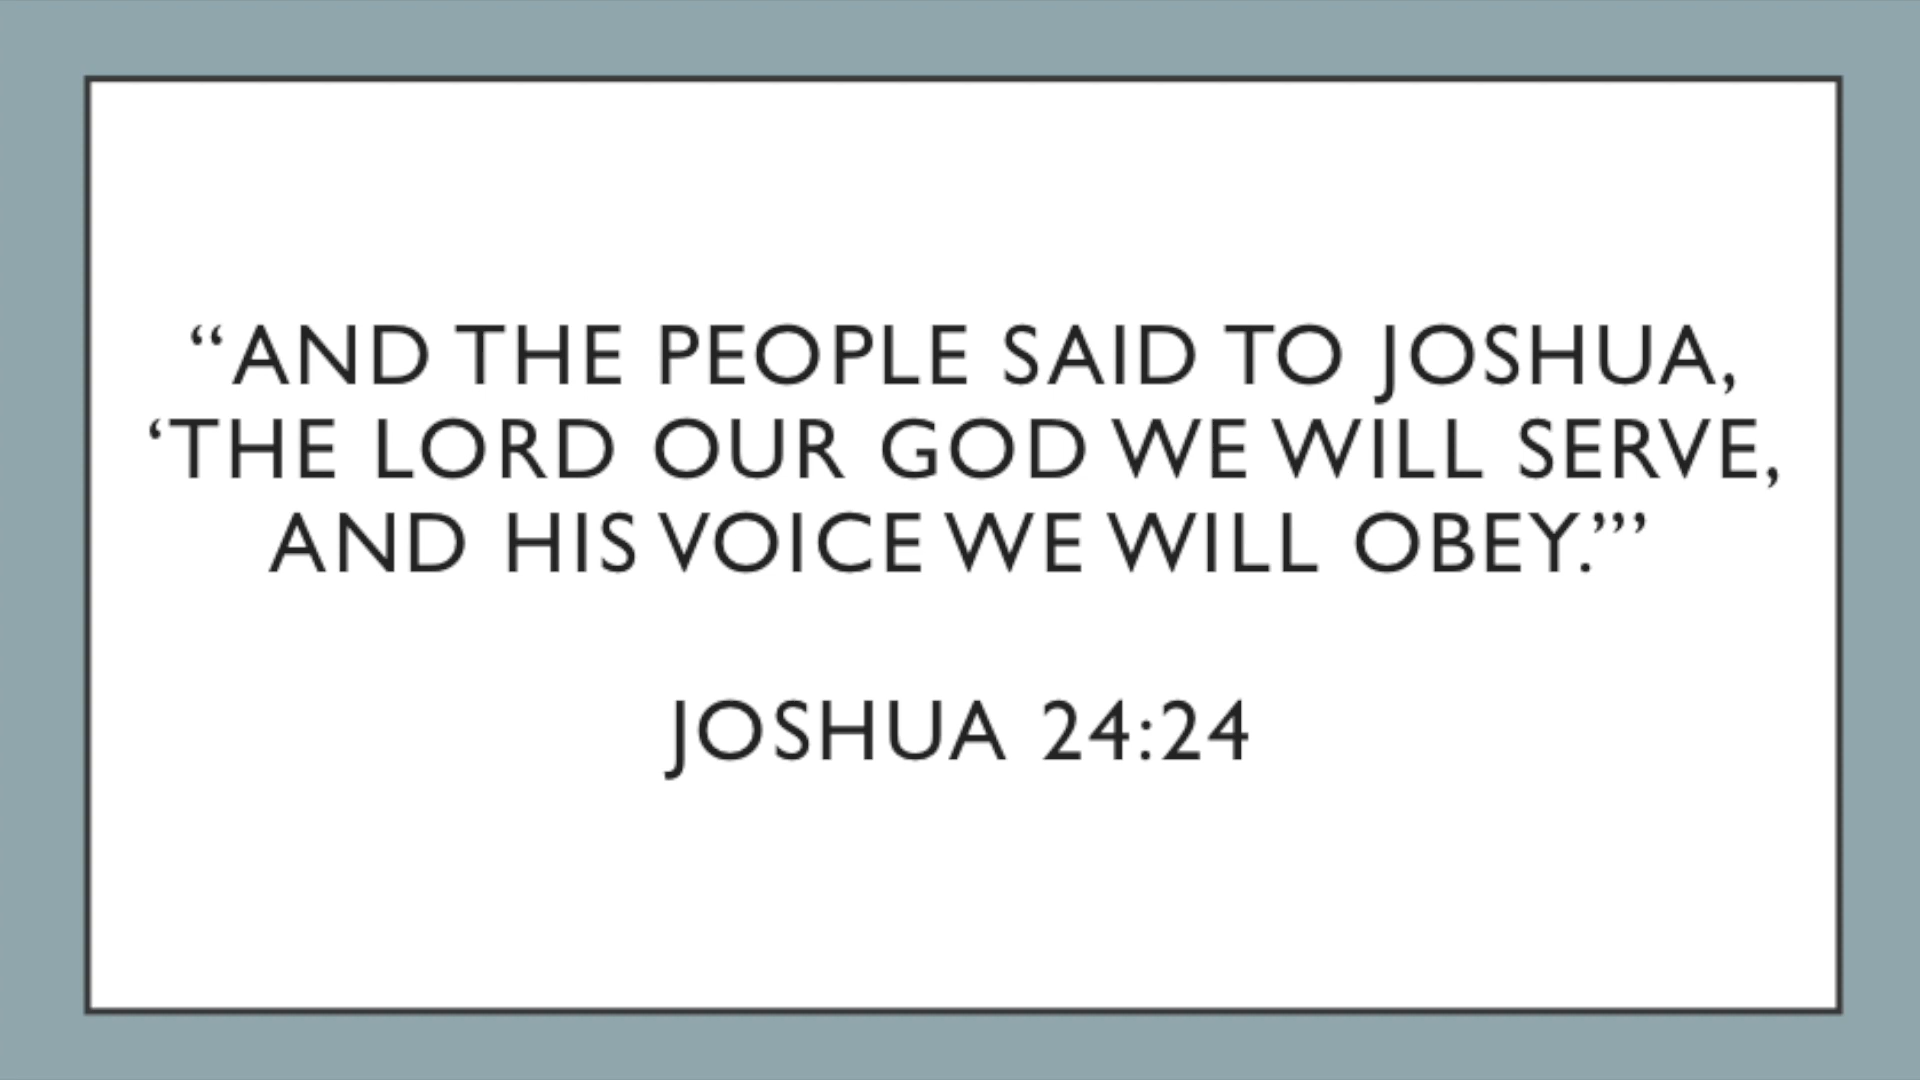 “AND THE PEOPLE SAID TO JOSHUA,
‘THE LORD OUR GOD WE WILL SERVE,
AND HIS VOICE WE WILL OBEY.”’
JOSHUA 24:24